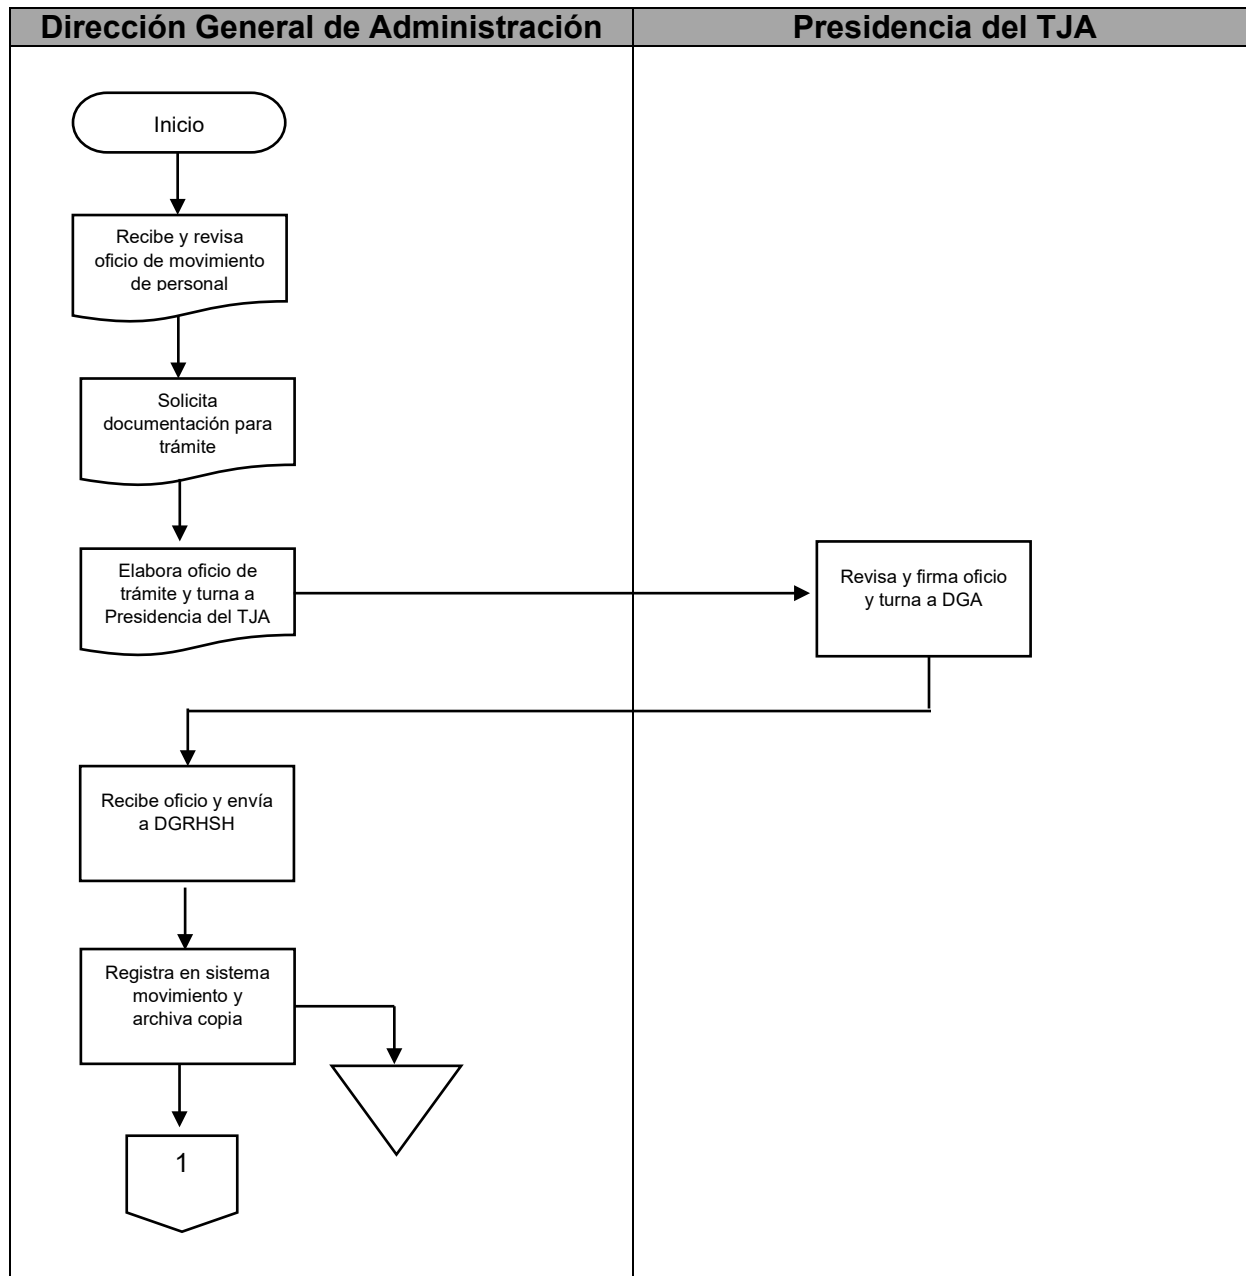 Dirección General de Administración
Presidencia del TJA
Inicio
Recibe y revisa
oficio de movimiento
de personal
Solicita
documentación para
trámite
Elabora oficio de
trámite y turna a
Presidencia del TJA
Revisa y firma oficio
y turna a DGA
Recibe oficio y envía
a DGRHSH
Registra en sistema
movimiento y
archiva copia
1